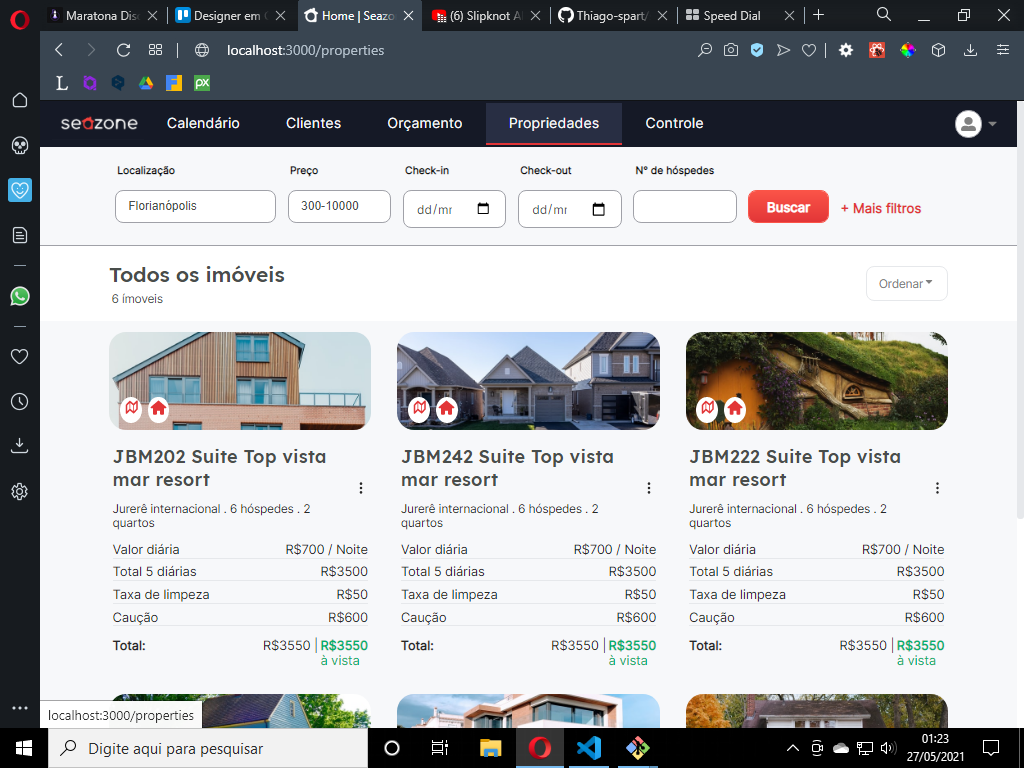 Maratona Dis
Designer em
Home | Seazo
(6) Slipknot
Thiago-spart/
Speed Dial
localhost:3000/properties
L
px
seazone
Calendário
Clientes
Orçamento
Propriedades
Controle
Localização
Preço
Check-in
Check-out
N° de hóspedes
Florianópolis
300-10000
dd/mr
dd/mr
Buscar
+ Mais filtros
Todos os imóveis
6 ímoveis
Ordenar
JBM202 Suite Top vista
mar resort
Jurerê internacional . 6 hóspedes . 2
quartos
Valor diária R$700 / Noite
Total 5 diárias R$3500
Taxa de limpeza R$50
Caução R$600
Total: R$3550 | R$3550
à vista
JBM242 Suite Top vista
mar resort
Jurerê internacional . 6 hóspedes . 2
quartos
Valor diária R$700 / Noite
Total 5 diárias R$3500
Taxa de limpeza R$50
Caução R$600
Total: R$3550 | R$3550
à vista
JBM222 Suite Top vista
mar resort
Jurerê internacional . 6 hóspedes . 2
quartos
Valor diária R$700 / Noite
Total 5 diárias R$3500
Taxa de limpeza R$50
Caução R$600
Total: R$3550 | R$3550
à vista
localhost:3000/properties
Digite aqui para pesquisar
01:23
27/05/2021